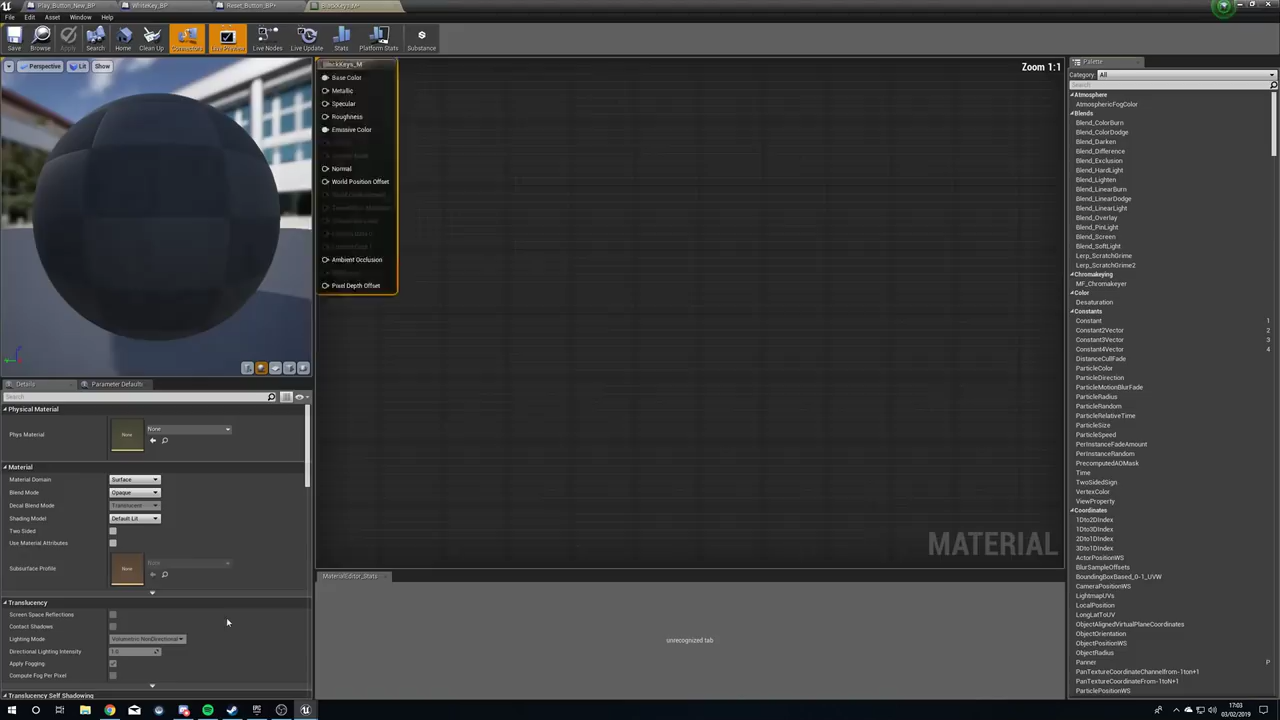 Play_Button_New_BP
WhiteKey_BP
Reset_Button_BP*
BlackKeys_M*
File
Edit
Asset
Window
Help
Save
Browse
Apply
Search
Home
Clean Up
Connectors
Live Preview
Live Nodes
Live Update
Stats
Platform Stats
Substance
Perspective
Lit
Show
BlackKeys_M
Base Color
Metallic
Specular
Roughness
Emissive Color
Normal
World Position Offset
Ambient Occlusion
Pixel Depth Offset
Zoom 1:1
MATERIAL
Details
Parameter Defaults
Search
Physical Material
Phys Material
None
None
Material
Material Domain
Surface
Blend Mode
Opaque
Decal Blend Mode
Translucent
Shading Model
Default Lit
Two Sided
Use Material Attributes
Subsurface Profile
None
None
Translucency
Screen Space Reflections
Contact Shadows
Lighting Mode
Volumetric NonDirectional
Directional Lighting Intensity
1.0
Apply Fogging
Compute Fog Per Pixel
Translucency Self Shadowing
MaterialEditor_Stats
unrecognized tab
Palette
Category:
All
Search
Atmosphere
AtmosphericFogColor
Blends
Blend_ColorBurn
Blend_ColorDodge
Blend_Darken
Blend_Difference
Blend_Exclusion
Blend_HardLight
Blend_Lighten
Blend_LinearBurn
Blend_LinearDodge
Blend_LinearLight
Blend_Overlay
Blend_PinLight
Blend_Screen
Blend_SoftLight
Lerp_ScratchGrime
Lerp_ScratchGrime2
Chromakeying
MF_Chromakeyer
Color
Desaturation
Constants
Constant 1
Constant2Vector 2
Constant3Vector 3
Constant4Vector 4
DistanceCullFade
ParticleColor
ParticleDirection
ParticleMotionBlurFade
ParticleRadius
ParticleRandom
ParticleRelativeTime
ParticleSize
ParticleSpeed
PerInstanceFadeAmount
PerInstanceRandom
PrecomputedAOMask
Time
TwoSidedSign
VertexColor
ViewProperty
Coordinates
1Dto2DIndex
1Dto3DIndex
2Dto1DIndex
3Dto1DIndex
ActorPositionWS
BlurSampleOffsets
BoundingBoxBased_0-1_UVW
CameraPositionWS
LightmapUVs
LocalPosition
LongLatToUV
ObjectAlignedVirtualPlaneCoordinates
ObjectOrientation
ObjectPositionWS
ObjectRadius
Panner P
PanTextureCoordinateChannelfrom-1ton+1
PanTextureCoordinateFrom-1toN+1
ParticlePositionWS
17:03
03/02/2019